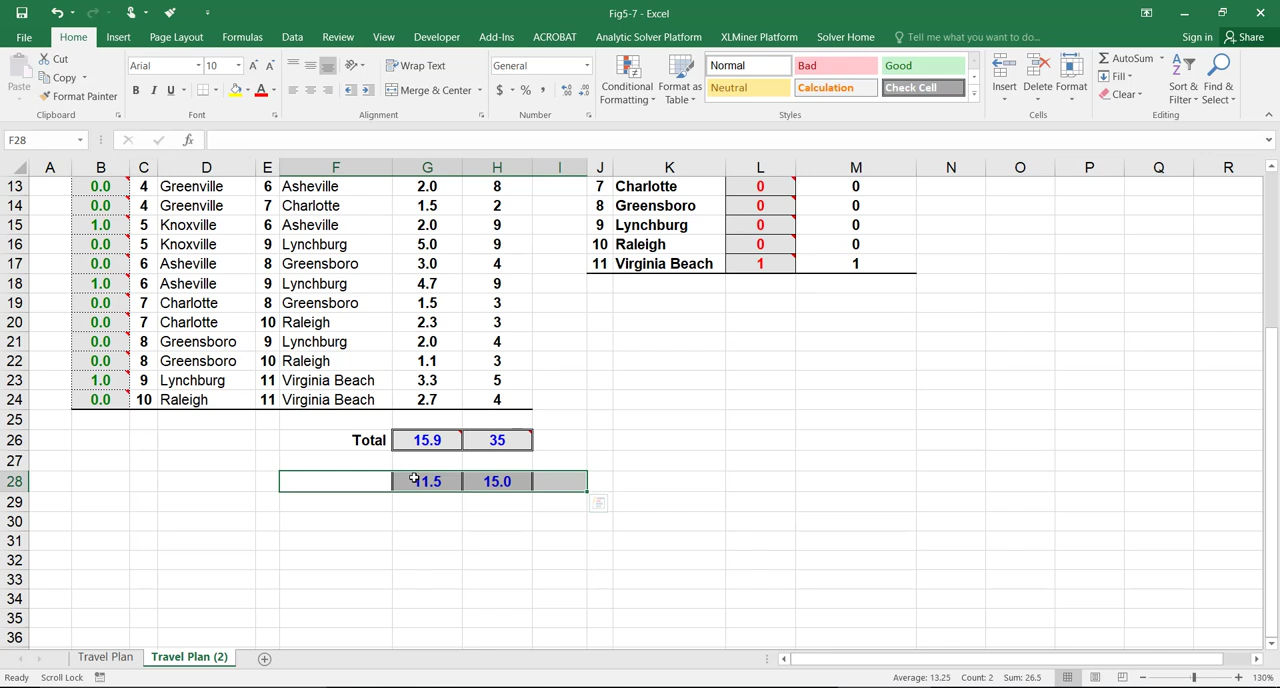 Fig5-7 - Excel
File Home Insert Page Layout Formulas Data Review View Developer Add-Ins ACROBAT Analytic Solver Platform XLMiner Platform Solver Home Tell me what you want to do... Sign in Share
Paste Cut Copy Format Painter
Clipboard
Arial 10 A A
B I U A
Font
Wrap Text
Merge & Center
Alignment
General
$ % ,
Number
Conditional Formatting
Format as Table
Normal Bad Good
Neutral Calculation Check Cell
Styles
Insert Delete Format
Cells
AutoSum
Fill
Clear
Sort & Filter
Find & Select
Editing
F28 fx
A B C D E F G H I J K L M N O P Q R
13 0.0 4 Greenville 6 Asheville 2.0 8 7 Charlotte 0 0
14 0.0 4 Greenville 7 Charlotte 1.5 2 8 Greensboro 0 0
15 1.0 5 Knoxville 6 Asheville 2.0 9 9 Lynchburg 0 0
16 0.0 5 Knoxville 9 Lynchburg 5.0 9 10 Raleigh 0 0
17 0.0 6 Asheville 8 Greensboro 3.0 4 11 Virginia Beach 1 1
18 1.0 6 Asheville 9 Lynchburg 4.7 9
19 0.0 7 Charlotte 8 Greensboro 1.5 3
20 0.0 7 Charlotte 10 Raleigh 2.3 3
21 0.0 8 Greensboro 9 Lynchburg 2.0 4
22 0.0 8 Greensboro 10 Raleigh 1.1 3
23 1.0 9 Lynchburg 11 Virginia Beach 3.3 5
24 0.0 10 Raleigh 11 Virginia Beach 2.7 4
25
26 Total 15.9 35
27
28 11.5 15.0
29
30
31
32
33
34
35
36
Travel Plan Travel Plan (2)
Ready Scroll Lock Average: 13.25 Count: 2 Sum: 26.5 130%